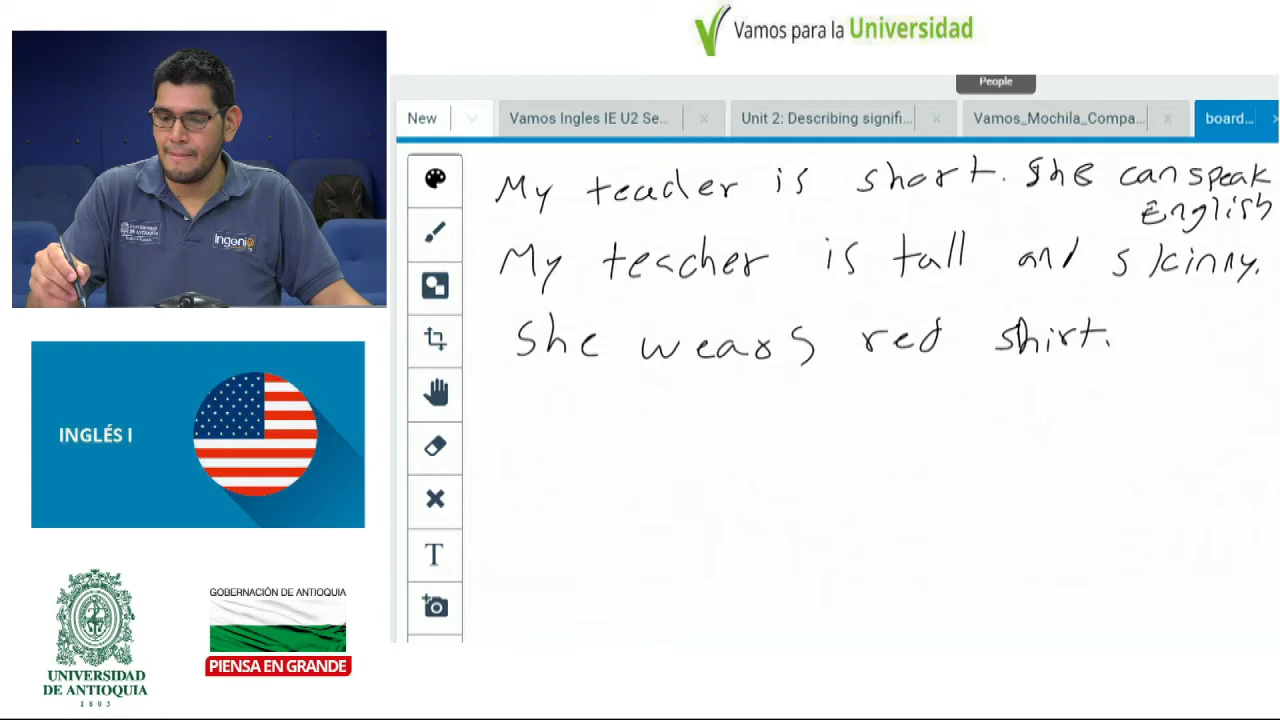 Vamos para la Universidad
People
New
Vamos Ingles IE U2 Se...
Unit 2: Describing signifi...
Vamos_Mochila_Compa...
board...
My teacher is short. She can speak
English
My teacher is tall and skinny.
She wears red shirt.
T
Ingenio
INGLÉS I
UNIVERSIDAD
DE ANTIOQUIA
1803
GOBERNACIÓN DE ANTIOQUIA
PIENSA EN GRANDE